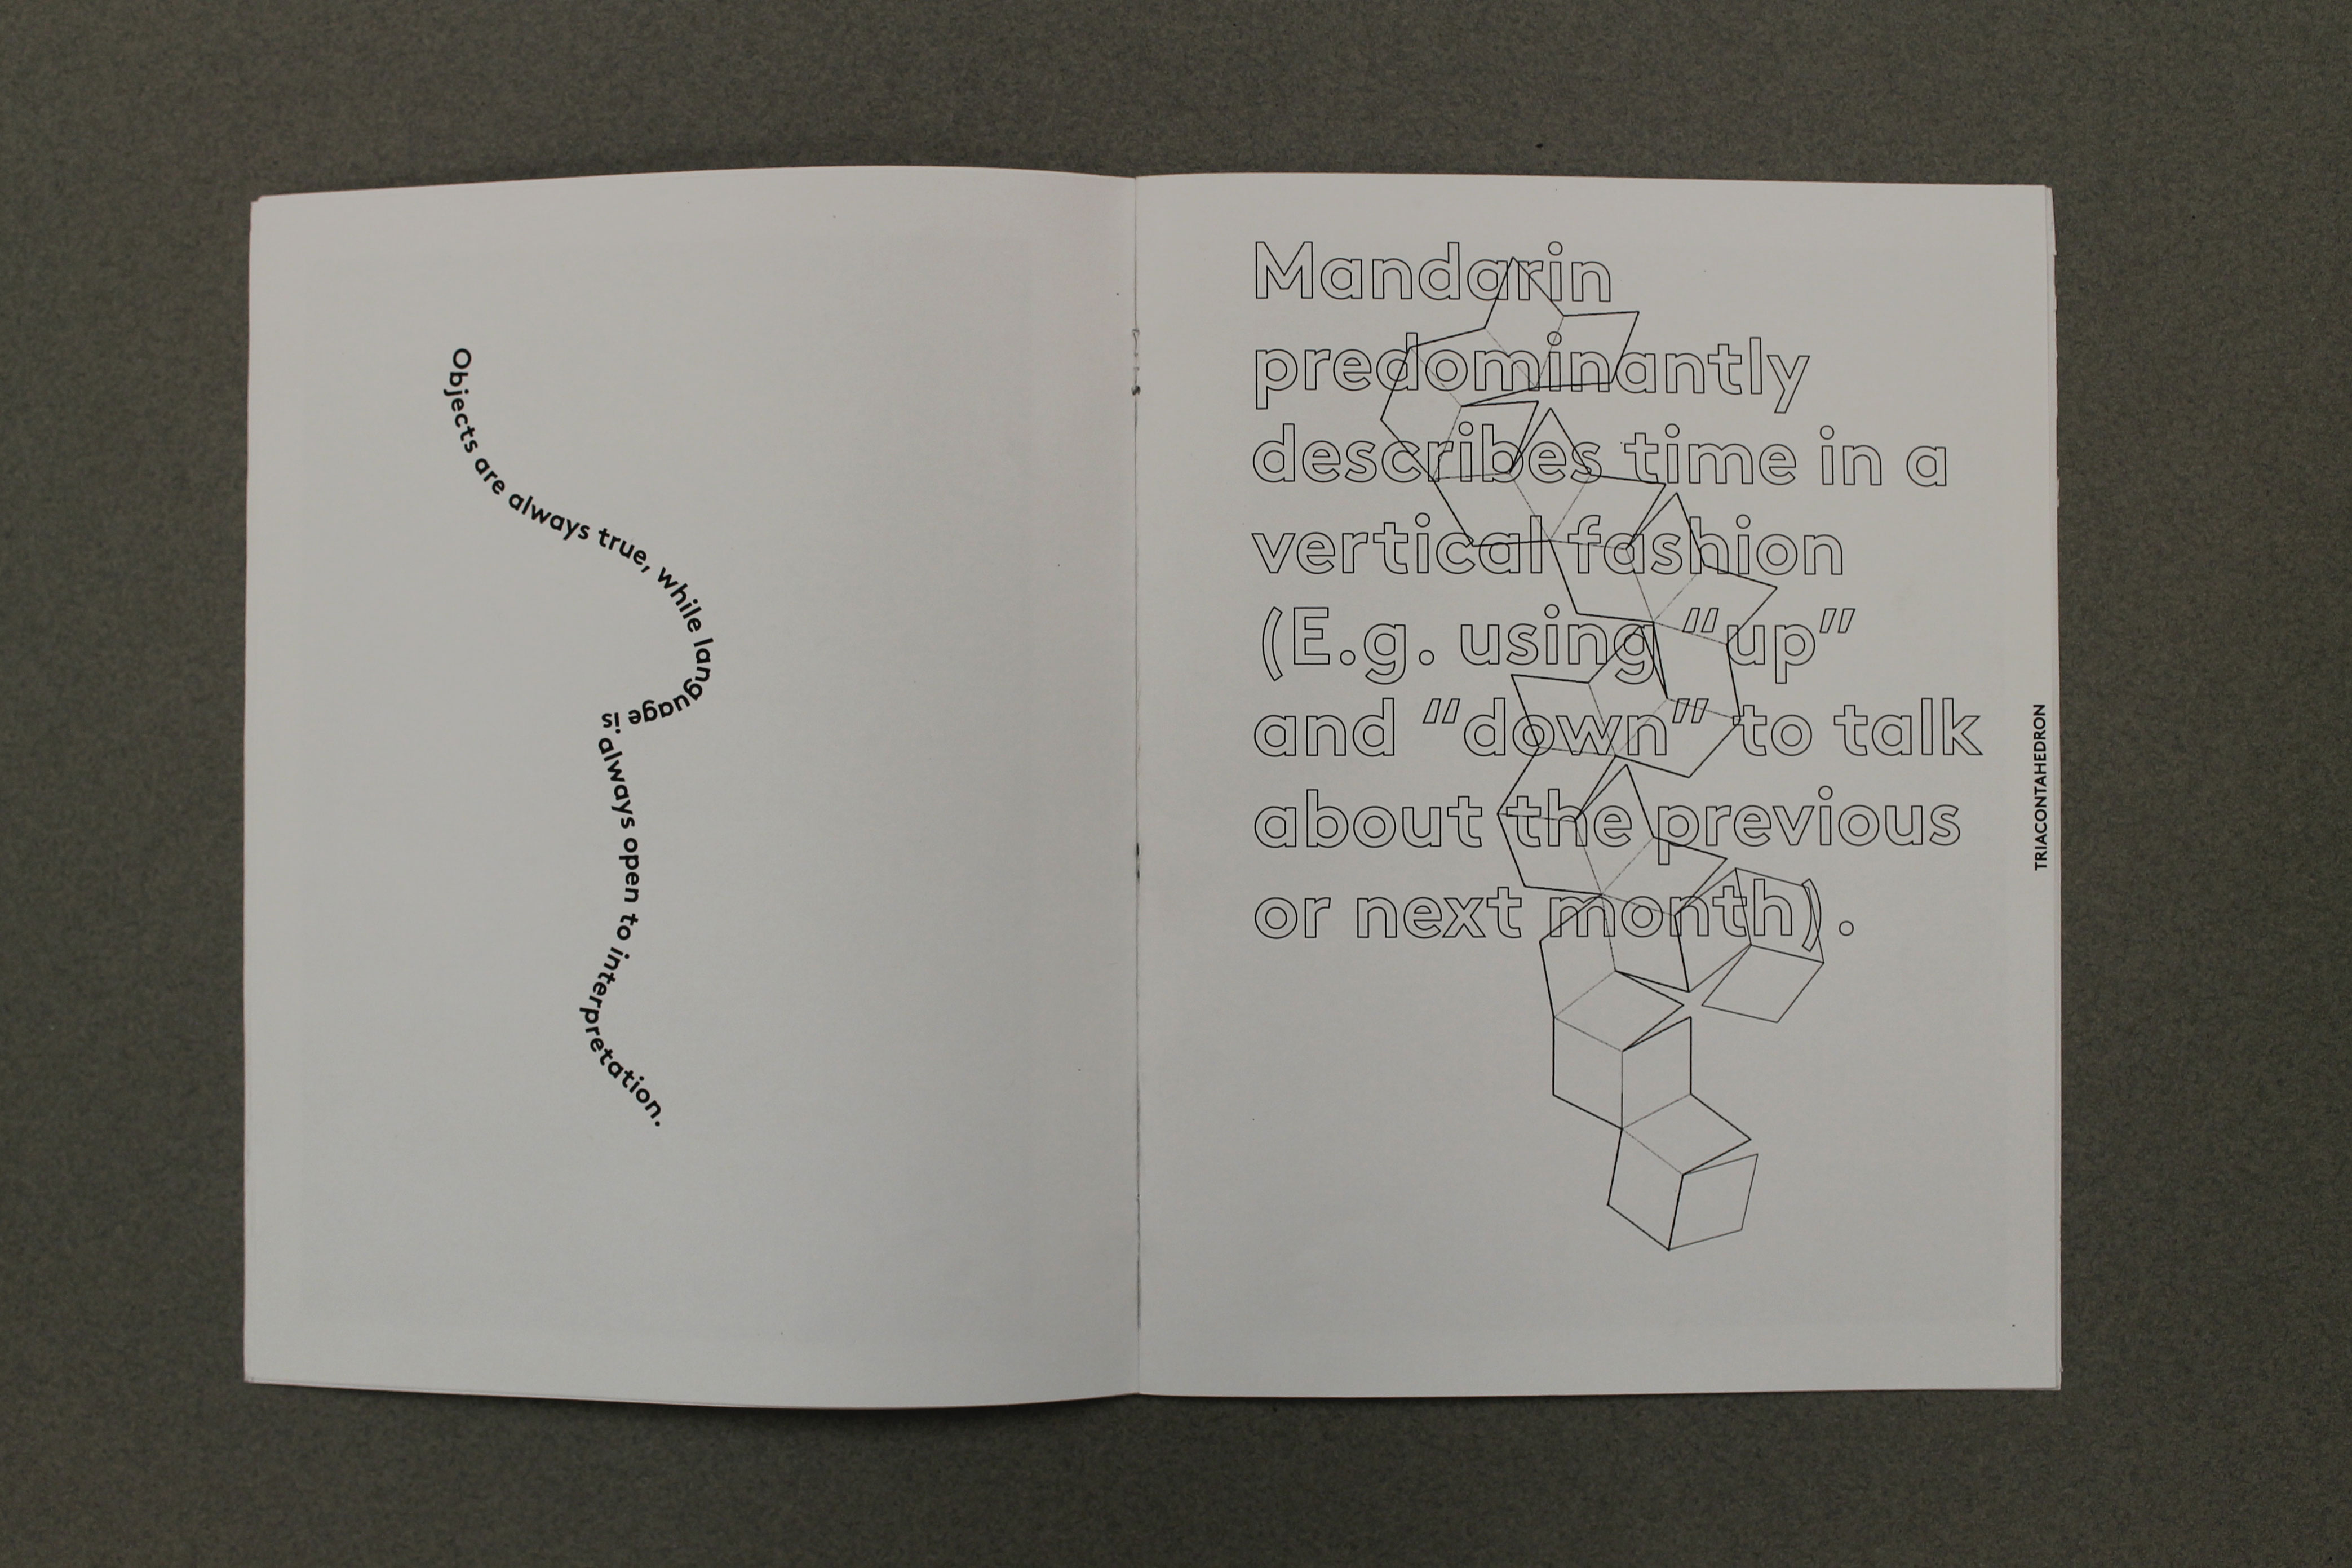 Objects are always true, while language is always open to interpretation.
Mandarin
predominantly
describes time in a
vertical fashion
(E.g. using “up”
and “down” to talk
about the previous
or next month).
TRIACONTAHEDRON